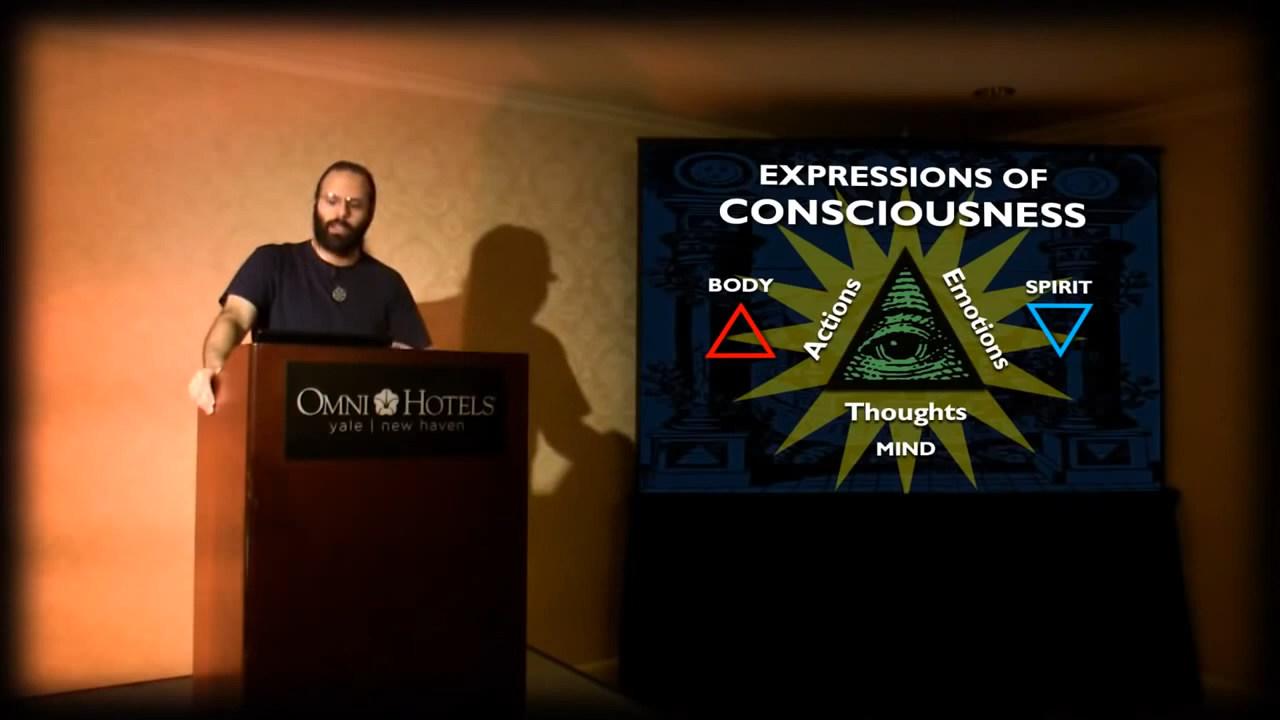 EXPRESSIONS OF
CONSCIOUSNESS
BODY
SPIRIT
Actions
Emotions
Thoughts
MIND
OMNI HOTELS
yale | new haven